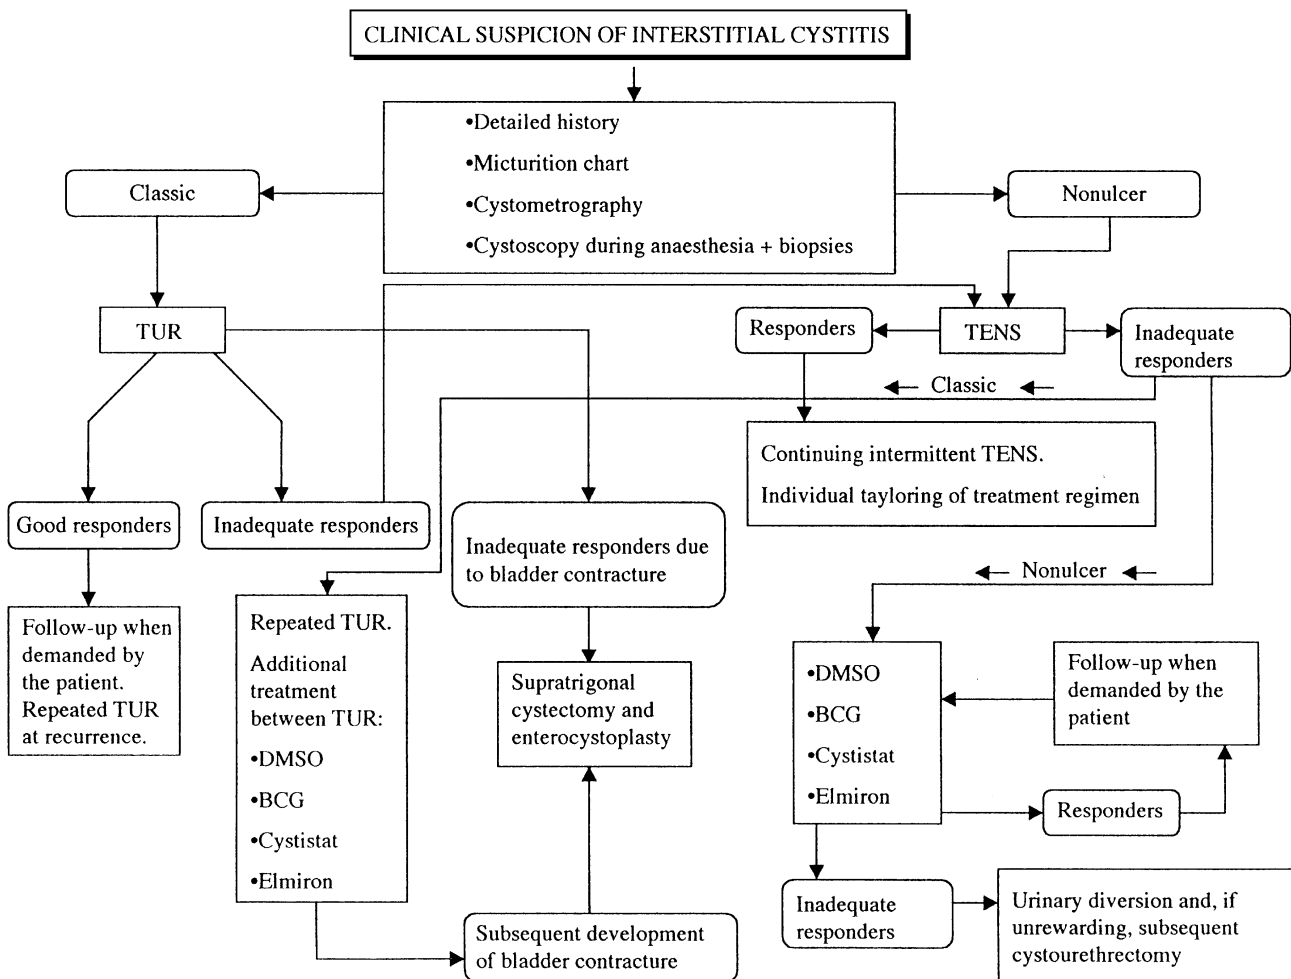 CLINICAL SUSPICION OF INTERSTITIAL CYSTITIS
•Detailed history
•Micturition chart
•Cystometrography
•Cystoscopy during anaesthesia + biopsies
Classic
Nonulcer
TUR
Responders
TENS
Inadequate
responders
Classic
Continuing intermittent TENS.
Individual tayloring of treatment regimen
Good responders
Inadequate responders
Inadequate responders due
to bladder contracture
Nonulcer
Follow-up when
demanded by
the patient.
Repeated TUR
at recurrence.
Repeated TUR.
Additional
treatment
between TUR:
•DMSO
•BCG
•Cystistat
•Elmiron
Supratrigonal
cystectomy and
enterocystoplasty
•DMSO
•BCG
•Cystistat
•Elmiron
Follow-up when
demanded by the
patient
Responders
Subsequent development
of bladder contracture
Inadequate
responders
Urinary diversion and, if
unrewarding, subsequent
cystourethrectomy